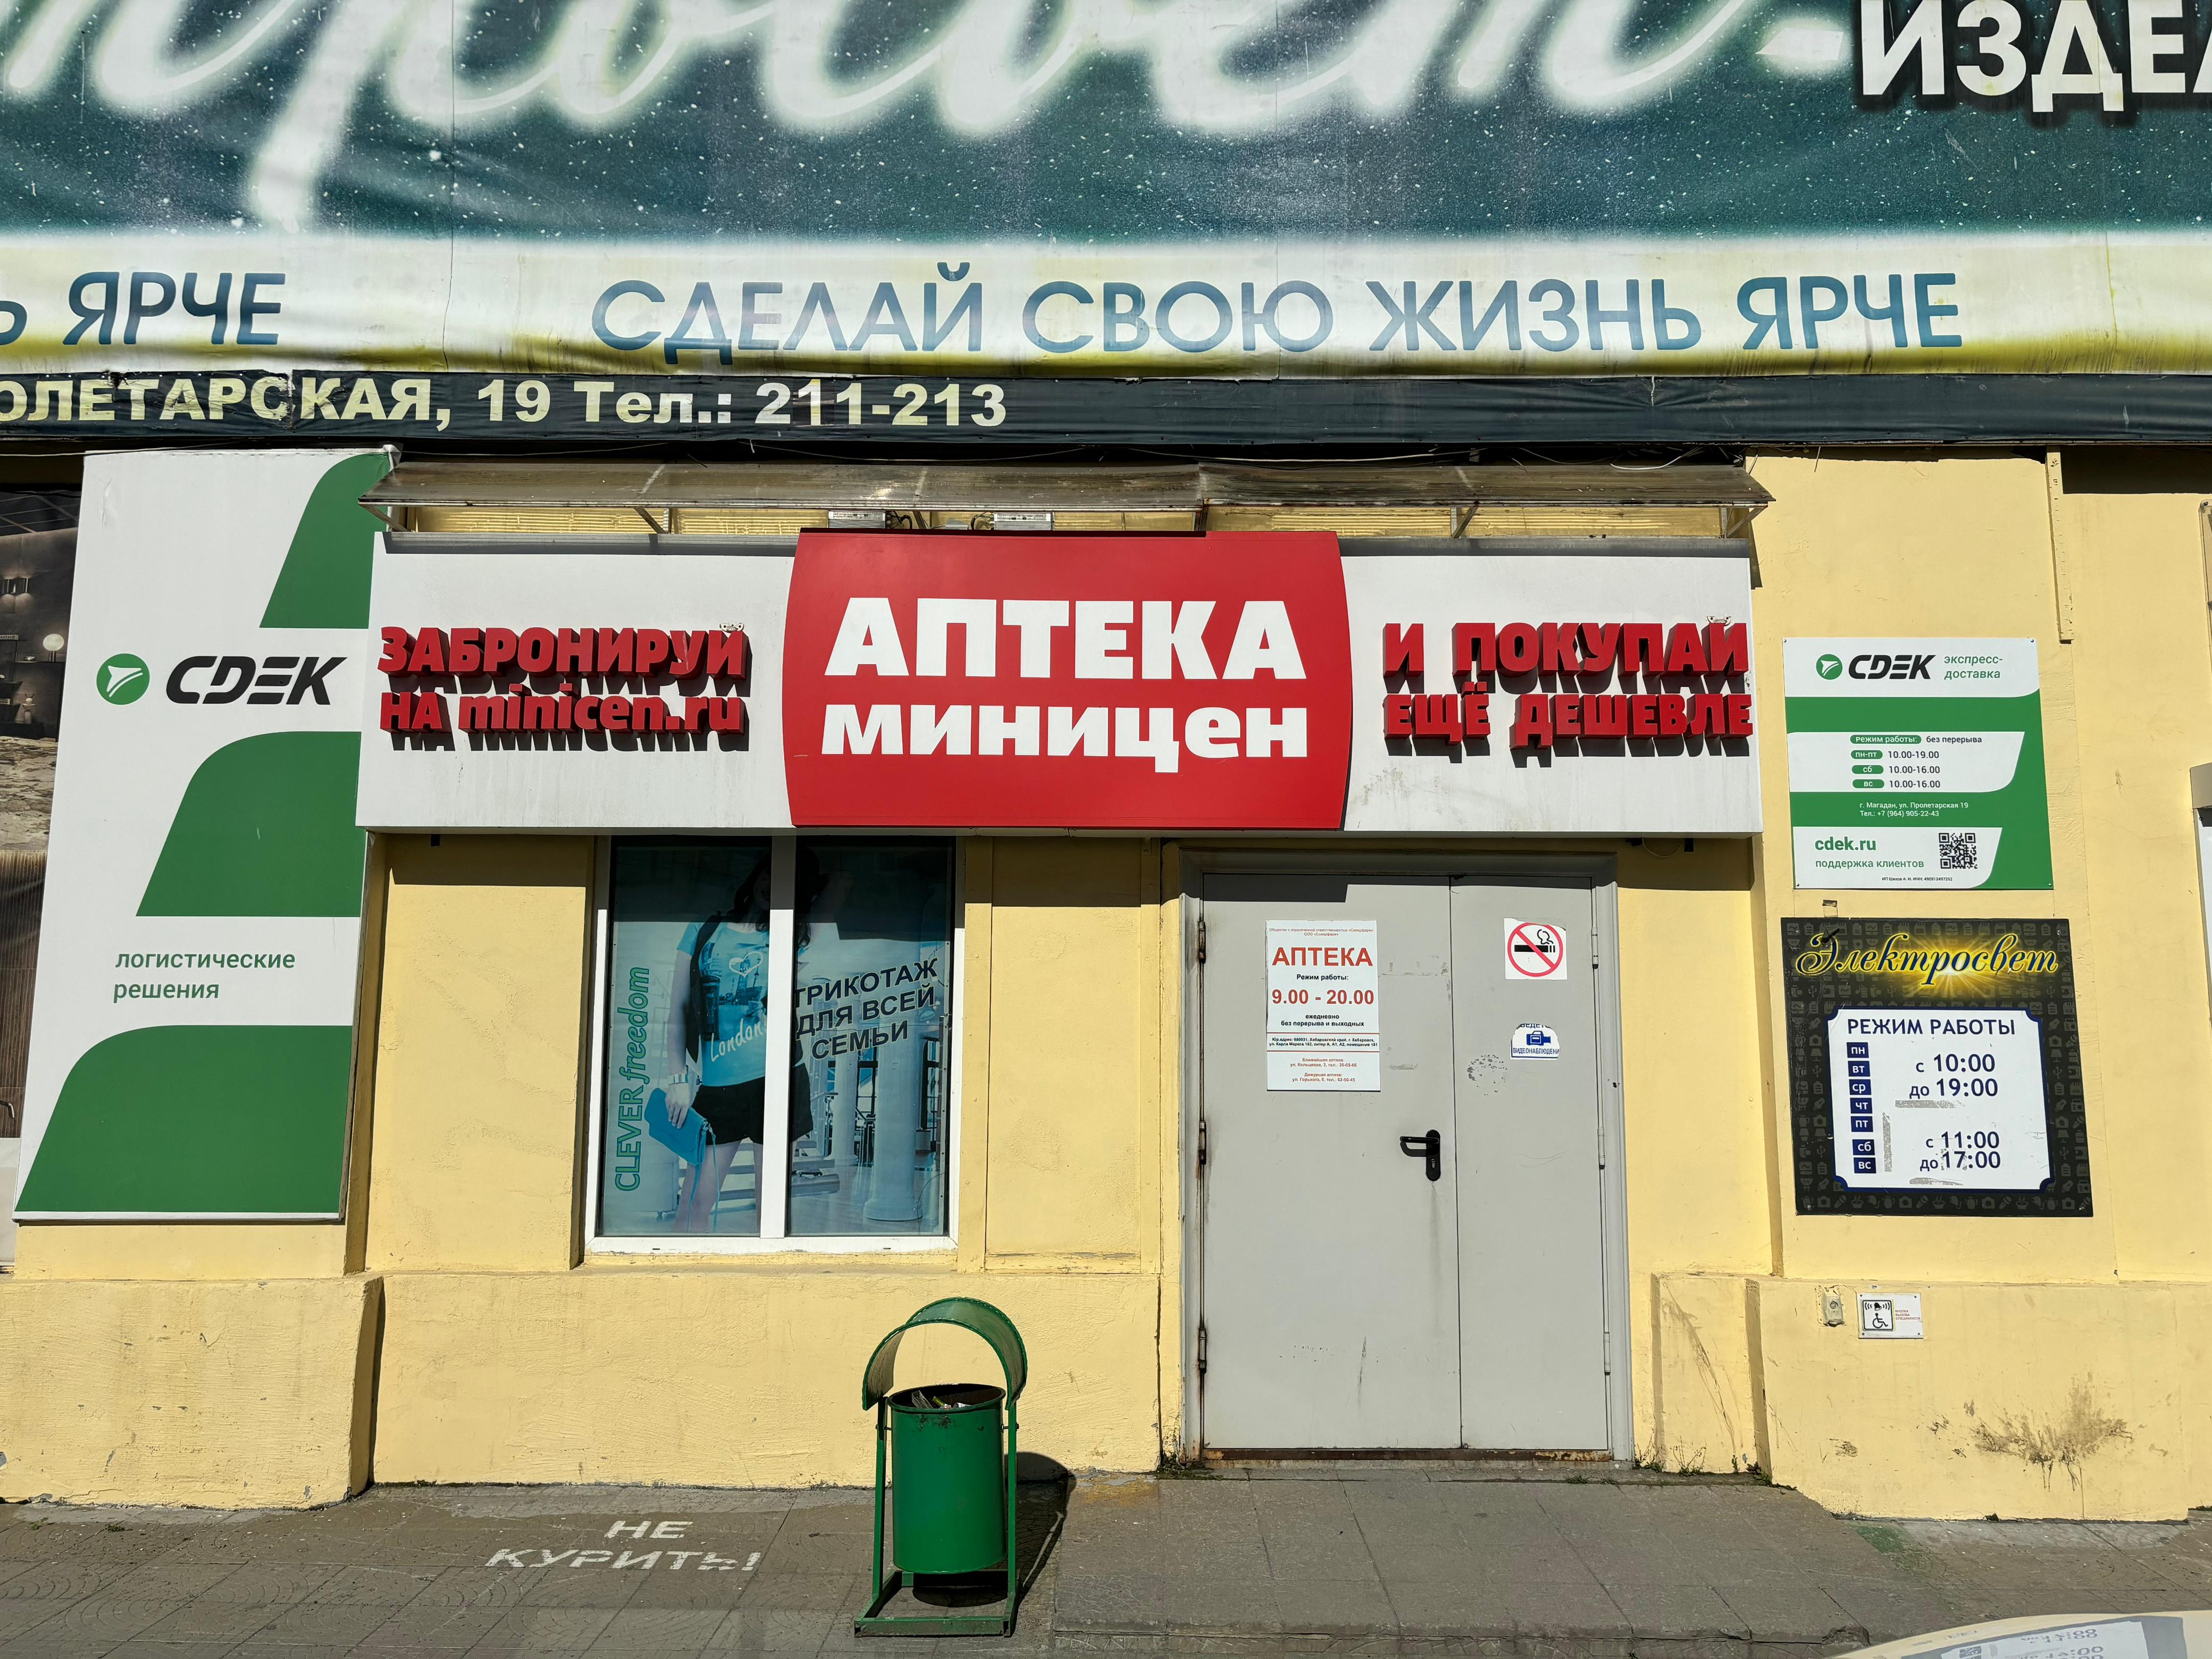 ИЗДЕЛ
Ь ЯРЧЕ
СДЕЛАЙ СВОЮ ЖИЗНЬ ЯРЧЕ
ОЛЕТАРСКАЯ, 19 Тел.: 211-213
CDEK
логистические
решения
ЗАБРОНИРУЙ
НА minicen.ru
АПТЕКА
МИНИЦЕН
И ПОКУПАЙ
ЕЩЁ ДЕШЕВЛЕ
CDEK экспресс-
доставка
Режим работы: без перерыва
пн-пт 10.00-19.00
сб 10.00-16.00
вс 10.00-16.00
г. Магадан, ул. Пролетарская 19
Тел.: +7 (964) 905-22-43
cdek.ru
поддержка клиентов
CLEVER freedom
London
ТРИКОТАЖ
ДЛЯ ВСЕЙ
СЕМЬИ
АПТЕКА
Режим работы:
9.00 - 20.00
ежедневно
без перерыва и выходных
Ближайшая аптека
Дежурная аптека:
ВИДЕОНАБЛЮДЕНИ
Электросвет
РЕЖИМ РАБОТЫ
ПН
ВТ
СР
ЧТ
ПТ
с 10:00
до 19:00
СБ
ВС
с 11:00
до 17:00
НЕ
КУРИТЬ!